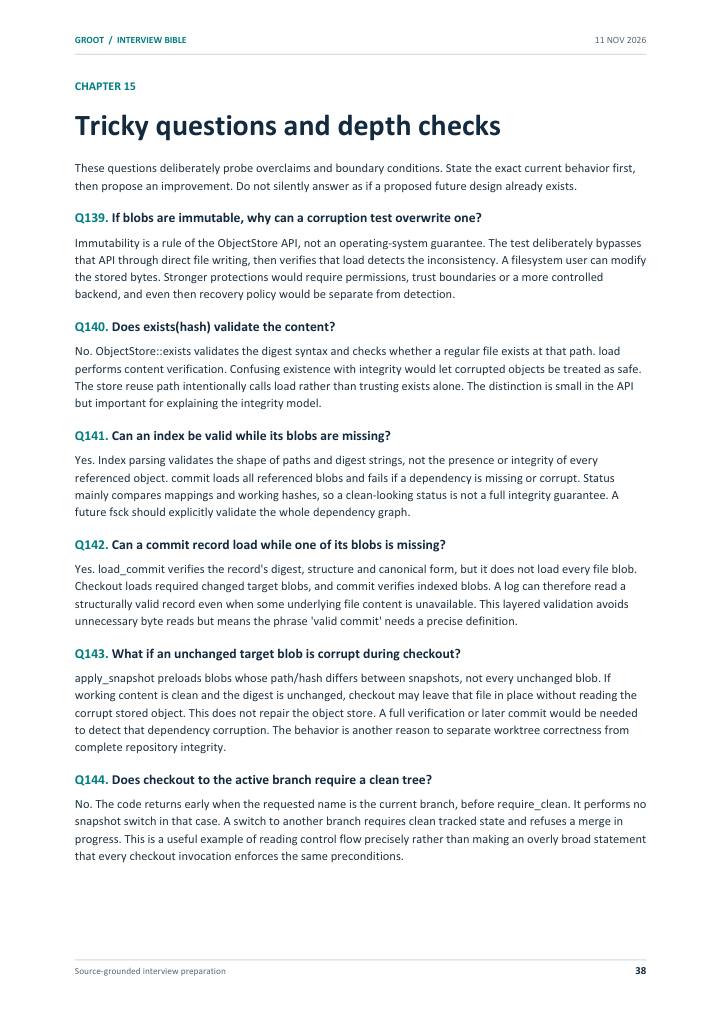 GROOT / INTERVIEW BIBLE
11 NOV 2026
CHAPTER 15
Tricky questions and depth checks
These questions deliberately probe overclaims and boundary conditions. State the exact current behavior first,
then propose an improvement. Do not silently answer as if a proposed future design already exists.
Q139. If blobs are immutable, why can a corruption test overwrite one?
Immutability is a rule of the ObjectStore API, not an operating-system guarantee. The test deliberately bypasses
that API through direct file writing, then verifies that load detects the inconsistency. A filesystem user can modify
the stored bytes. Stronger protections would require permissions, trust boundaries or a more controlled
backend, and even then recovery policy would be separate from detection.
Q140. Does exists(hash) validate the content?
No. ObjectStore::exists validates the digest syntax and checks whether a regular file exists at that path. load
performs content verification. Confusing existence with integrity would let corrupted objects be treated as safe.
The store reuse path intentionally calls load rather than trusting exists alone. The distinction is small in the API
but important for explaining the integrity model.
Q141. Can an index be valid while its blobs are missing?
Yes. Index parsing validates the shape of paths and digest strings, not the presence or integrity of every
referenced object. commit loads all referenced blobs and fails if a dependency is missing or corrupt. Status
mainly compares mappings and working hashes, so a clean-looking status is not a full integrity guarantee. A
future fsck should explicitly validate the whole dependency graph.
Q142. Can a commit record load while one of its blobs is missing?
Yes. load_commit verifies the record's digest, structure and canonical form, but it does not load every file blob.
Checkout loads required changed target blobs, and commit verifies indexed blobs. A log can therefore read a
structurally valid record even when some underlying file content is unavailable. This layered validation avoids
unnecessary byte reads but means the phrase 'valid commit' needs a precise definition.
Q143. What if an unchanged target blob is corrupt during checkout?
apply_snapshot preloads blobs whose path/hash differs between snapshots, not every unchanged blob. If
working content is clean and the digest is unchanged, checkout may leave that file in place without reading the
corrupt stored object. This does not repair the object store. A full verification or later commit would be needed
to detect that dependency corruption. The behavior is another reason to separate worktree correctness from
complete repository integrity.
Q144. Does checkout to the active branch require a clean tree?
No. The code returns early when the requested name is the current branch, before require_clean. It performs no
snapshot switch in that case. A switch to another branch requires clean tracked state and refuses a merge in
progress. This is a useful example of reading control flow precisely rather than making an overly broad statement
that every checkout invocation enforces the same preconditions.
Source-grounded interview preparation
38